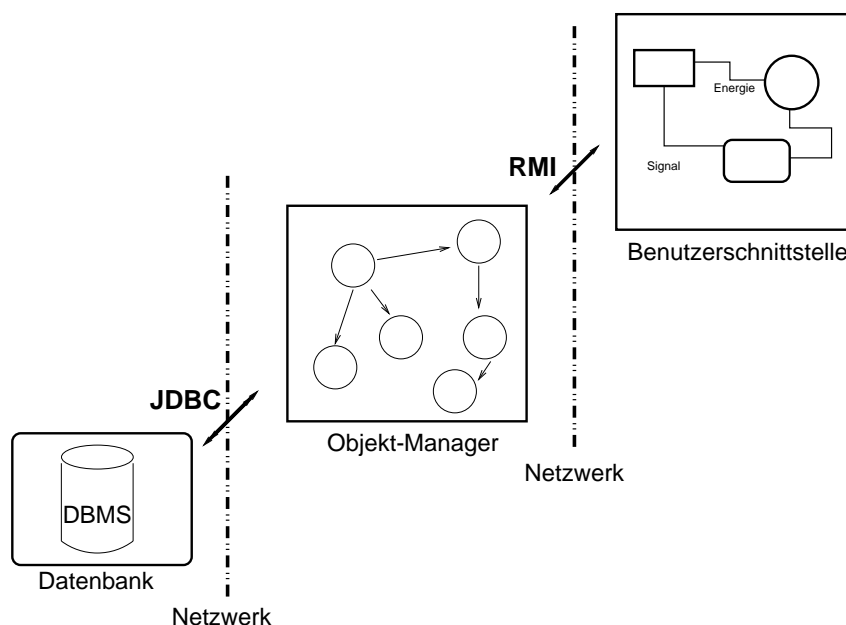 Energie
RMI
Signal
Benutzerschnittstelle
JDBC
Objekt-Manager
Netzwerk
DBMS
Datenbank
Netzwerk